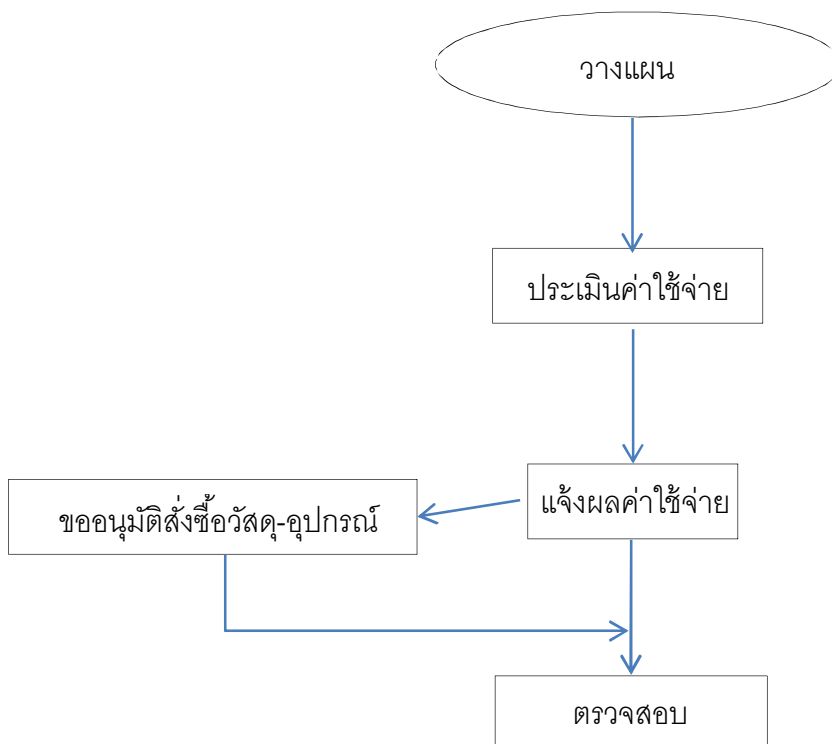 วางแผน
ประเมินค่าใช้จ่าย
แจ้งผลค่าใช้จ่าย
ขออนุมัติสั่งซื้อวัสดุ-อุปกรณ์
ตรวจสอบ